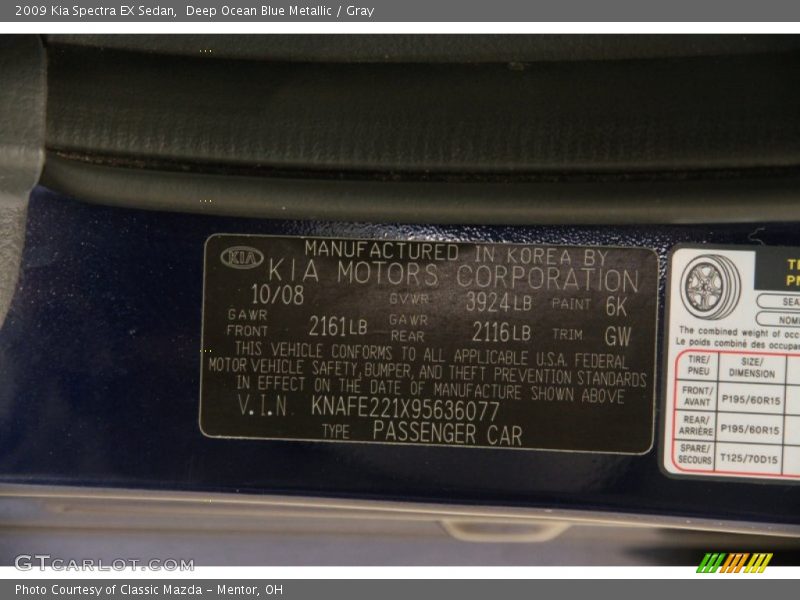 2009 Kia Spectra EX Sedan,  Deep Ocean Blue Metallic / Gray
KIA
MANUFACTURED IN KOREA BY
KIA MOTORS CORPORATION
10/08 GVWR 3924LB PAINT 6K
GAWR FRONT 2161LB GAWR REAR 2116LB TRIM GW
THIS VEHICLE CONFORMS TO ALL APPLICABLE U.S.A. FEDERAL
MOTOR VEHICLE SAFETY, BUMPER, AND THEFT PREVENTION STANDARDS
IN EFFECT ON THE DATE OF MANUFACTURE SHOWN ABOVE
V.I.N. KNAFE221X95636077
TYPE PASSENGER CAR
The combined weight of
Le poids combiné des
TIRE/PNEU SIZE/DIMENSION
FRONT/AVANT P195/60R15
REAR/ARRIÈRE P195/60R15
SPARE/SECOURS T125/70D15
GTCARLOT.COM
Photo Courtesy of Classic Mazda - Mentor, OH